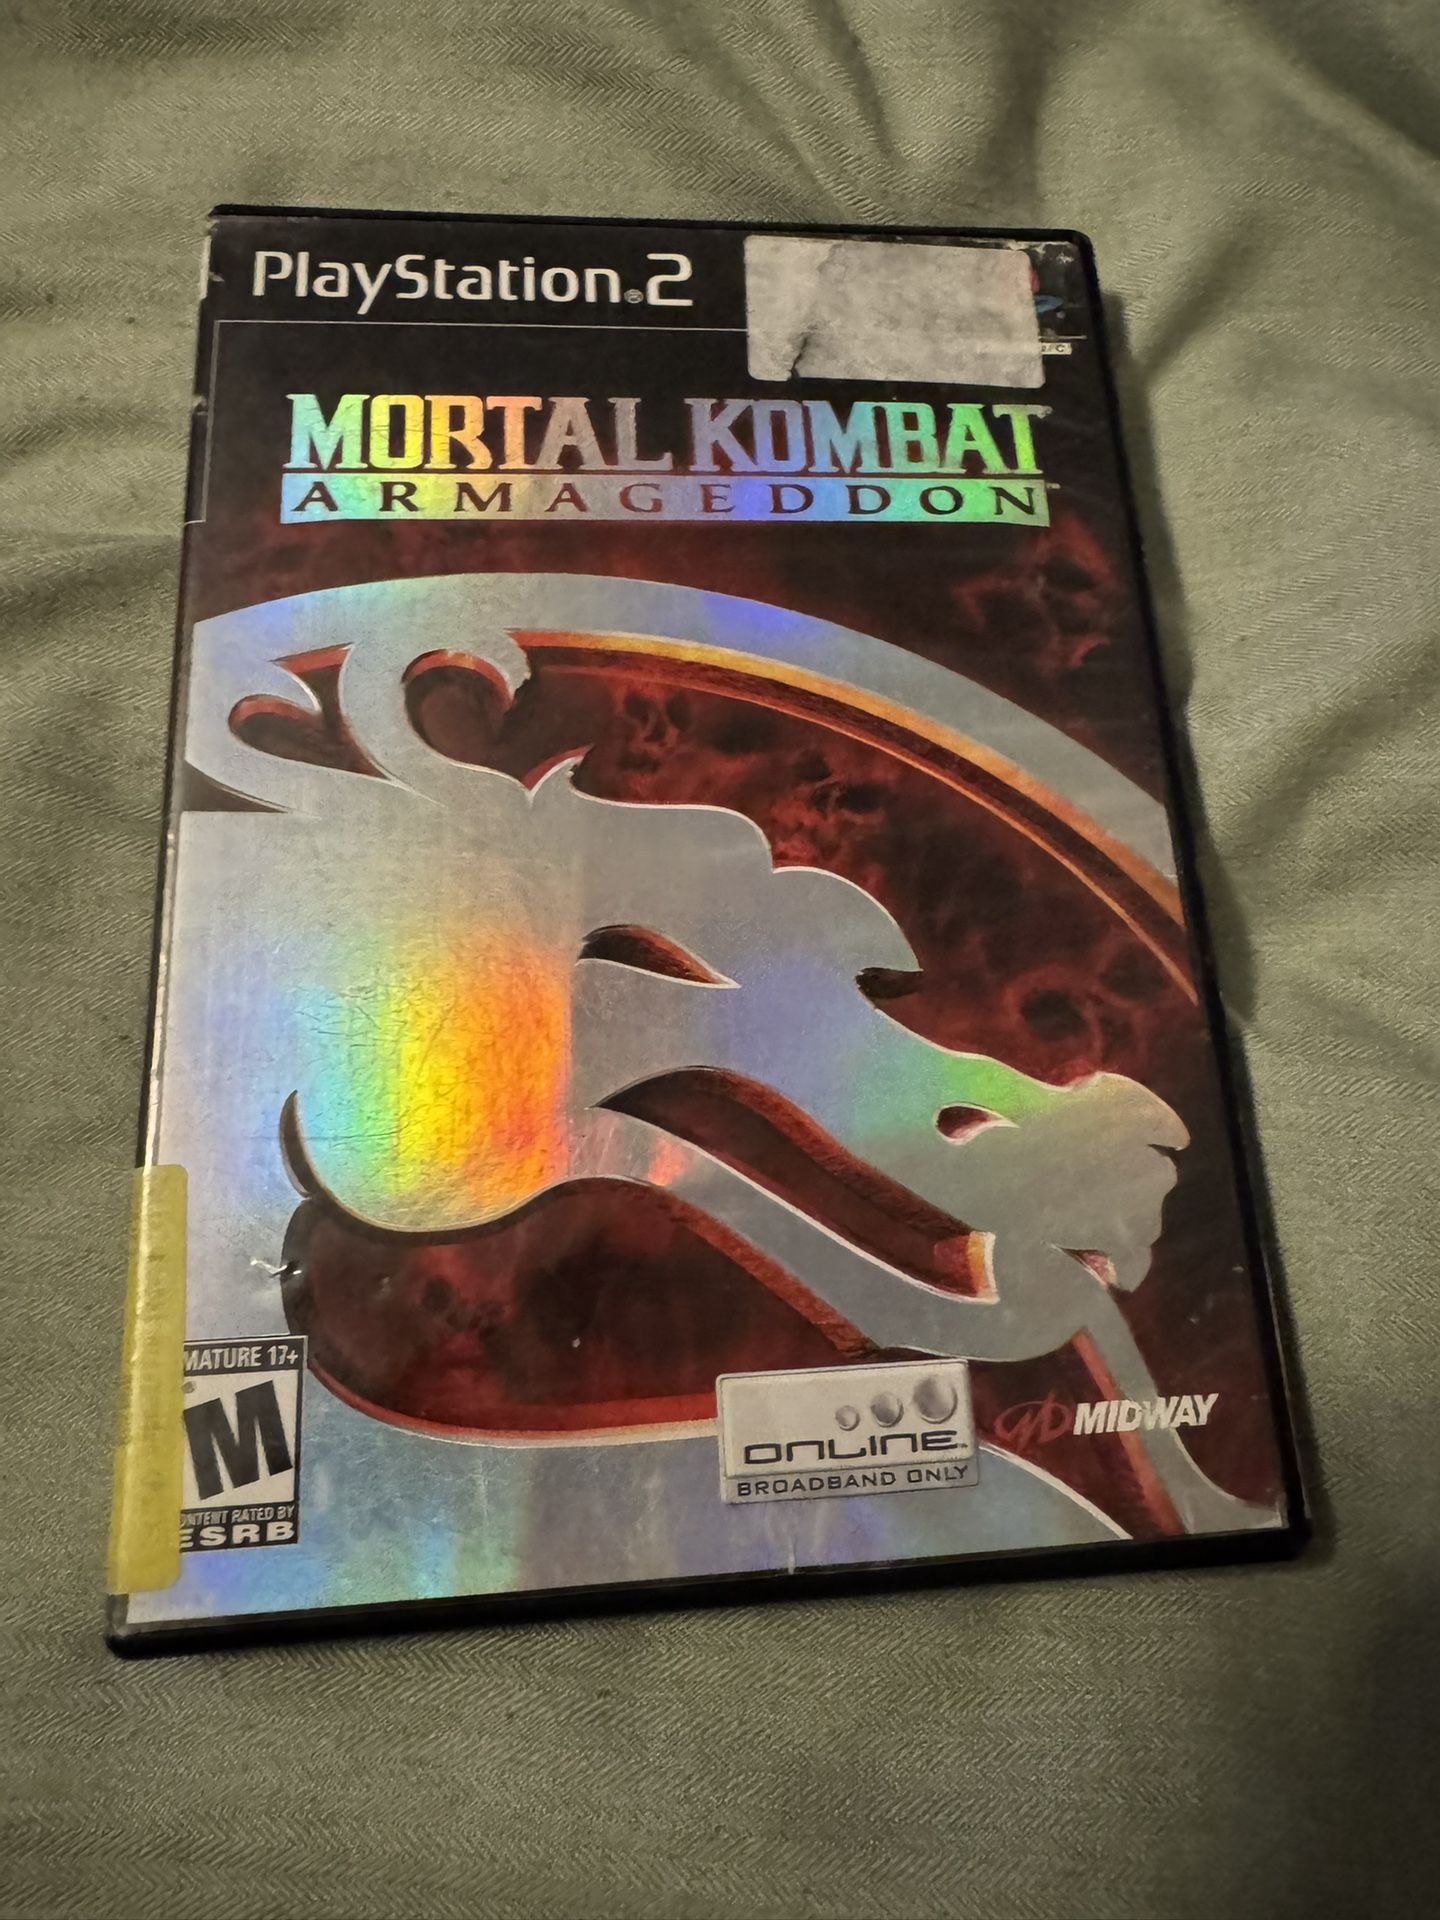 PlayStation®2
MORTAL KOMBAT
ARMAGEDDON
MATURE 17+
M
CONTENT RATED BY
ESRB
ONLINE
BROADBAND ONLY
MIDWAY